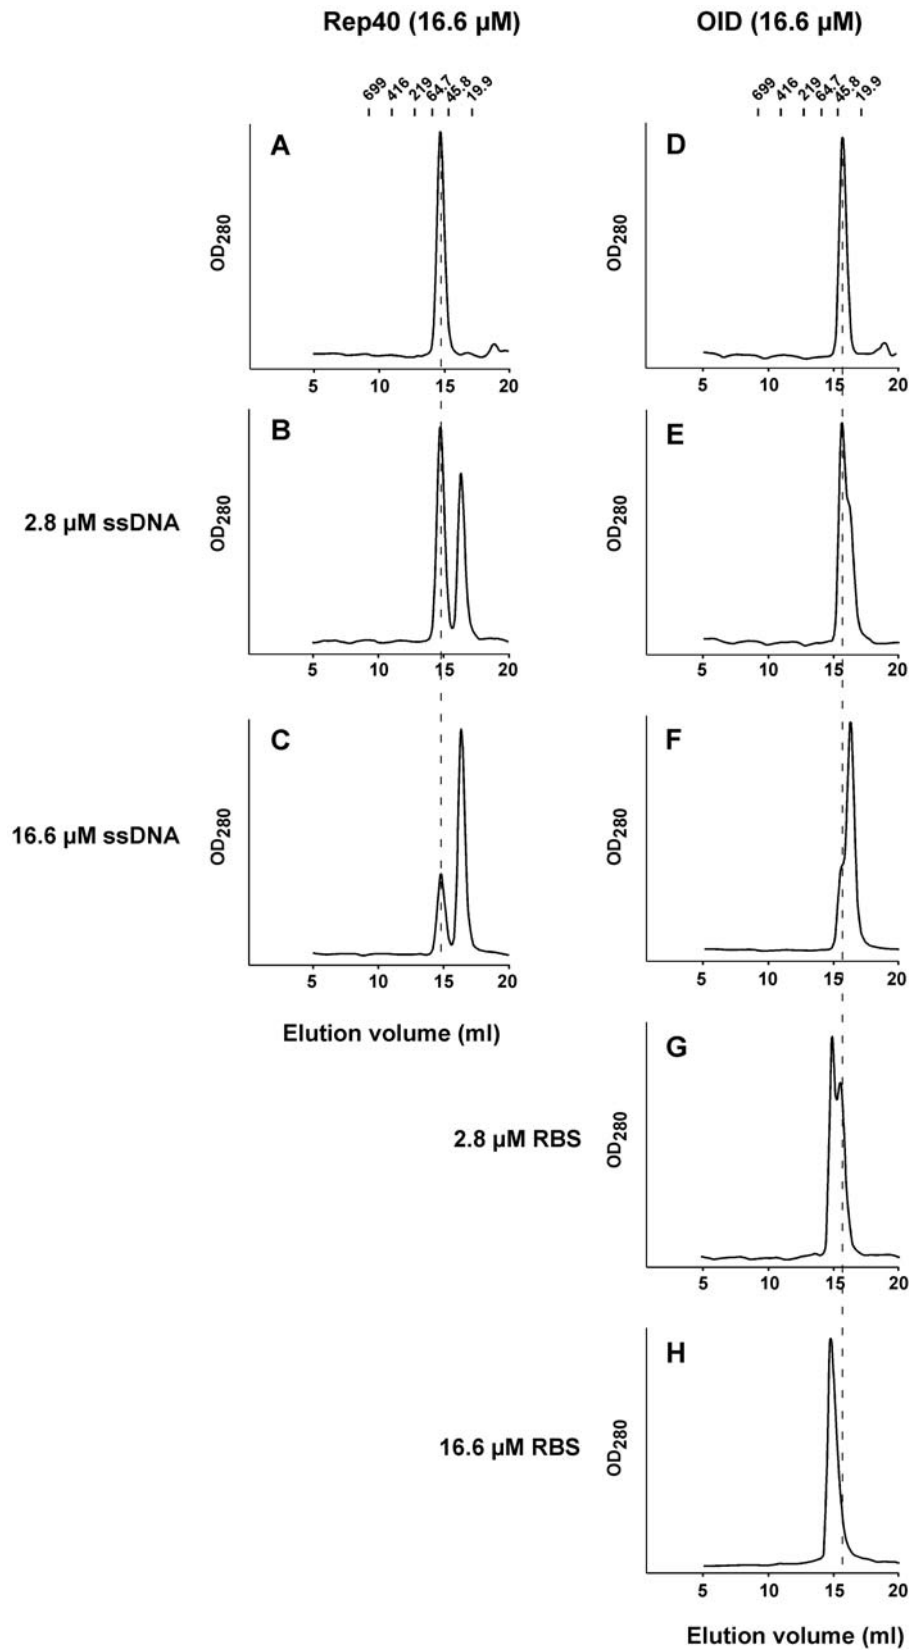 Rep40 (16.6 µM) OID (16.6 µM)
699 416 219 64.7 45.8 19.9 699 416 219 64.7 45.8 19.9
A D
OD280 OD280
5 10 15 20 5 10 15 20
B E
2.8 µM ssDNA OD280 OD280
5 10 15 20 5 10 15 20
C F
16.6 µM ssDNA OD280 OD280
5 10 15 20 5 10 15 20
Elution volume (ml)
G
2.8 µM RBS OD280
5 10 15 20
H
16.6 µM RBS OD280
5 10 15 20
Elution volume (ml)